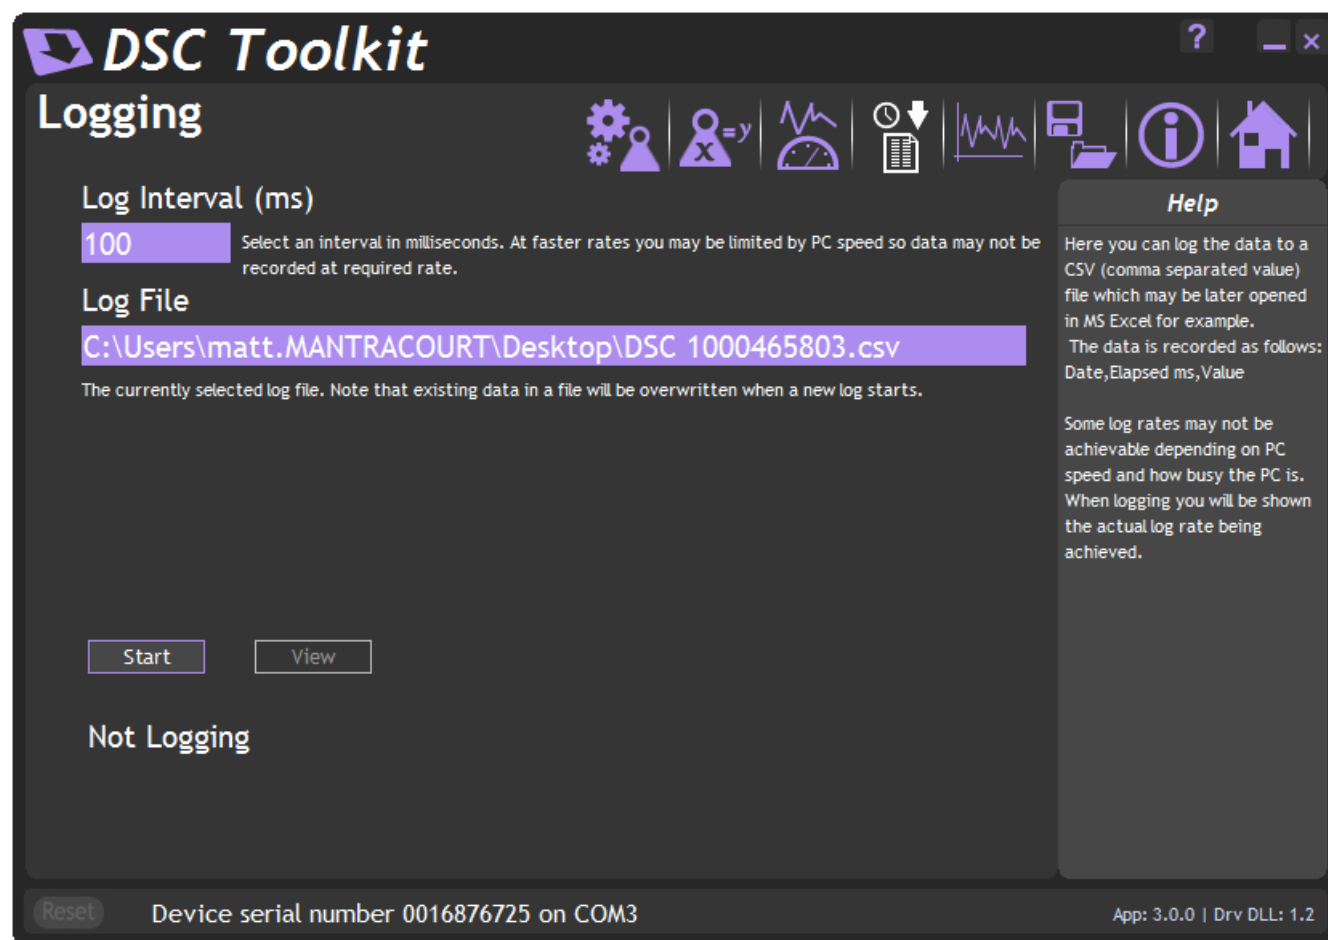 DSC Toolkit
?
Logging
x
=y
Log Interval (ms)
100
Select an interval in milliseconds. At faster rates you may be limited by PC speed so data may not be
recorded at required rate.
Log File
C:\Users\matt.MANTRACOURT\Desktop\DSC 1000465803.csv
The currently selected log file. Note that existing data in a file will be overwritten when a new log starts.
Start
View
Not Logging
Help
Here you can log the data to a
CSV (comma separated value)
file which may be later opened
in MS Excel for example.
The data is recorded as follows:
Date,Elapsed ms,Value
Some log rates may not be
achievable depending on PC
speed and how busy the PC is.
When logging you will be shown
the actual log rate being
achieved.
Reset
Device serial number 0016876725 on COM3
App: 3.0.0 | Drv DLL: 1.2